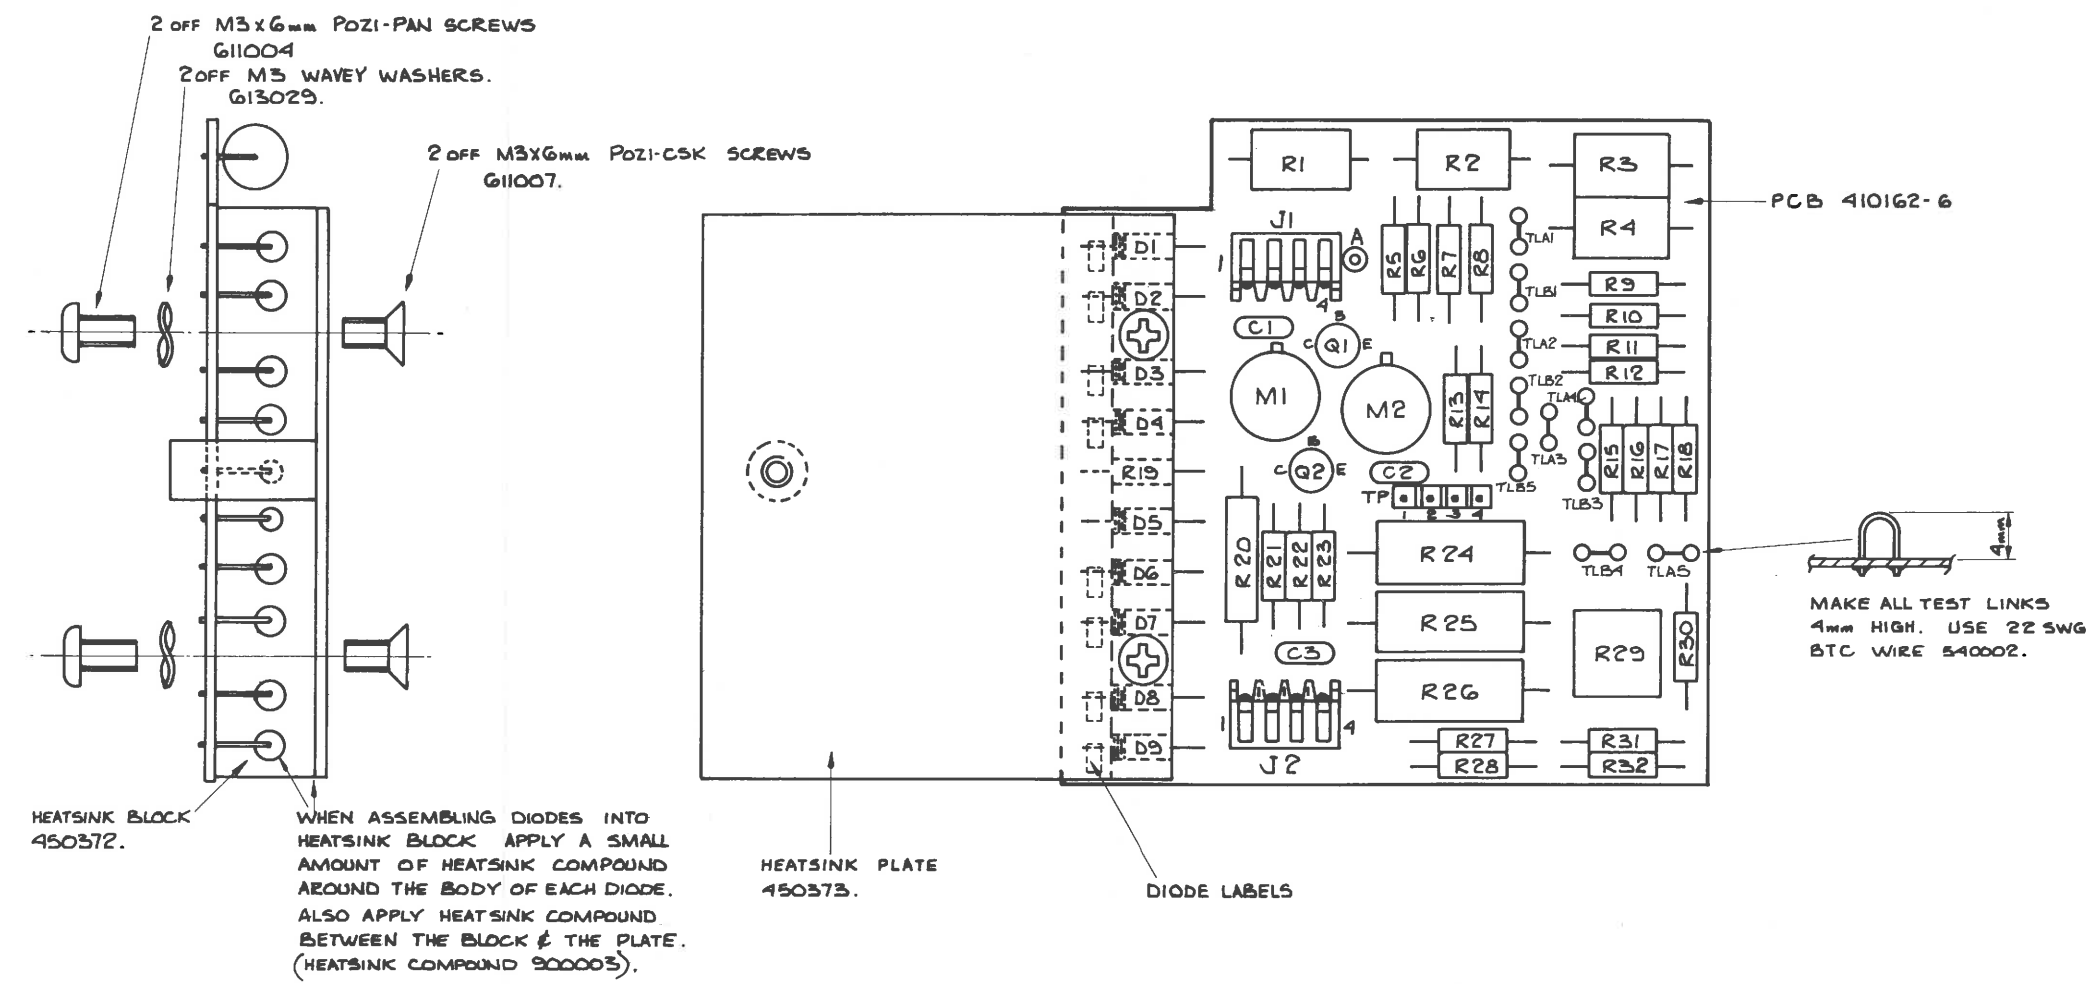 2 OFF M3x6mm POZI-PAN SCREWS
611004
2 OFF M3 WAVEY WASHERS.
613029.
2 OFF M3x6mm POZI-CSK SCREWS
611007.
HEATSINK BLOCK
450372.
WHEN ASSEMBLING DIODES INTO
HEATSINK BLOCK APPLY A SMALL
AMOUNT OF HEATSINK COMPOUND
AROUND THE BODY OF EACH DIODE.
ALSO APPLY HEATSINK COMPOUND
BETWEEN THE BLOCK & THE PLATE.
(HEATSINK COMPOUND 900003).
HEATSINK PLATE
450373.
DIODE LABELS
D1
D2
D3
D4
R19
D5
D6
D7
D8
D9
R1
R2
R3
R4
PCB 410162-6
J1
1
4
A
R5
R6
R7
R8
TLA1
TLB1
TLA2
TLB2
TLA4
TLA3
TLB5
TLB3
R9
R10
R11
R12
C1
B
C Q1 E
M1
M2
R13
R14
R15
R16
R17
R18
B
C Q2 E
C2
TP
1 2 3 4
R20
R21
R22
R23
R24
R25
R26
TLB4
TLA5
C3
1
4
J2
R27
R28
R29
R30
R31
R32
4mm
MAKE ALL TEST LINKS
4mm HIGH. USE 22 SWG
BTC WIRE 540002.